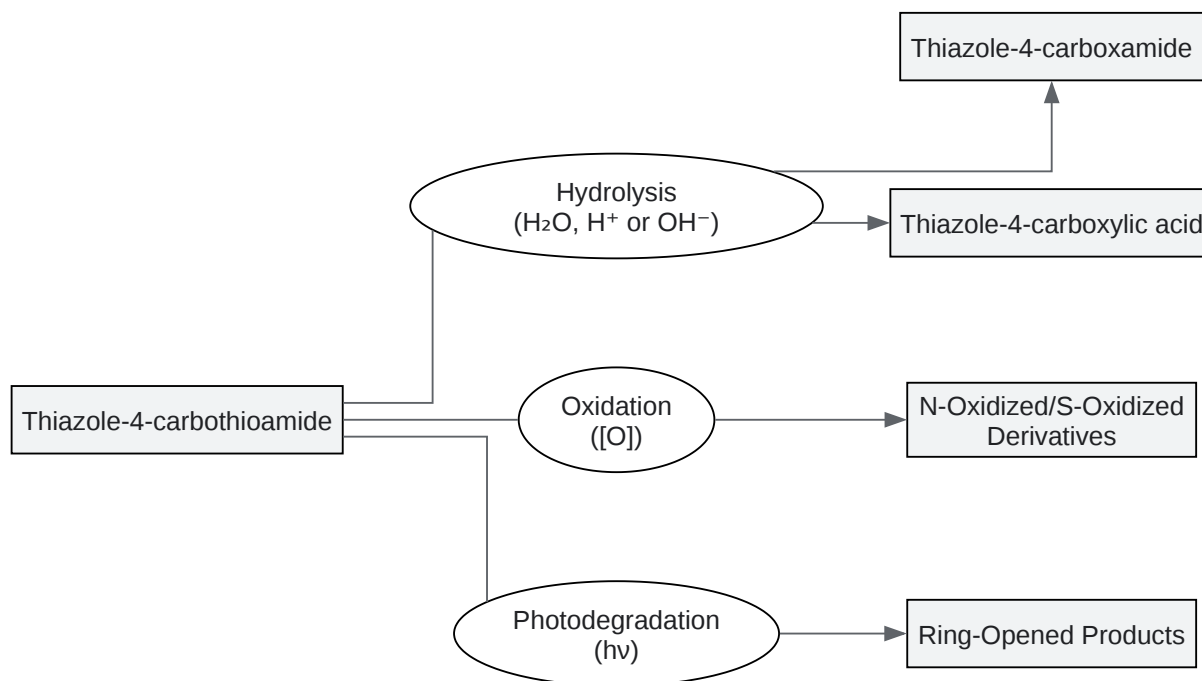 Thiazole-4-carboxamide
Hydrolysis
(H₂O, H⁺ or OH⁻)
Thiazole-4-carboxylic acid
Thiazole-4-carbothioamide
Oxidation
([O])
N-Oxidized/S-Oxidized
Derivatives
Photodegradation
(hν)
Ring-Opened Products